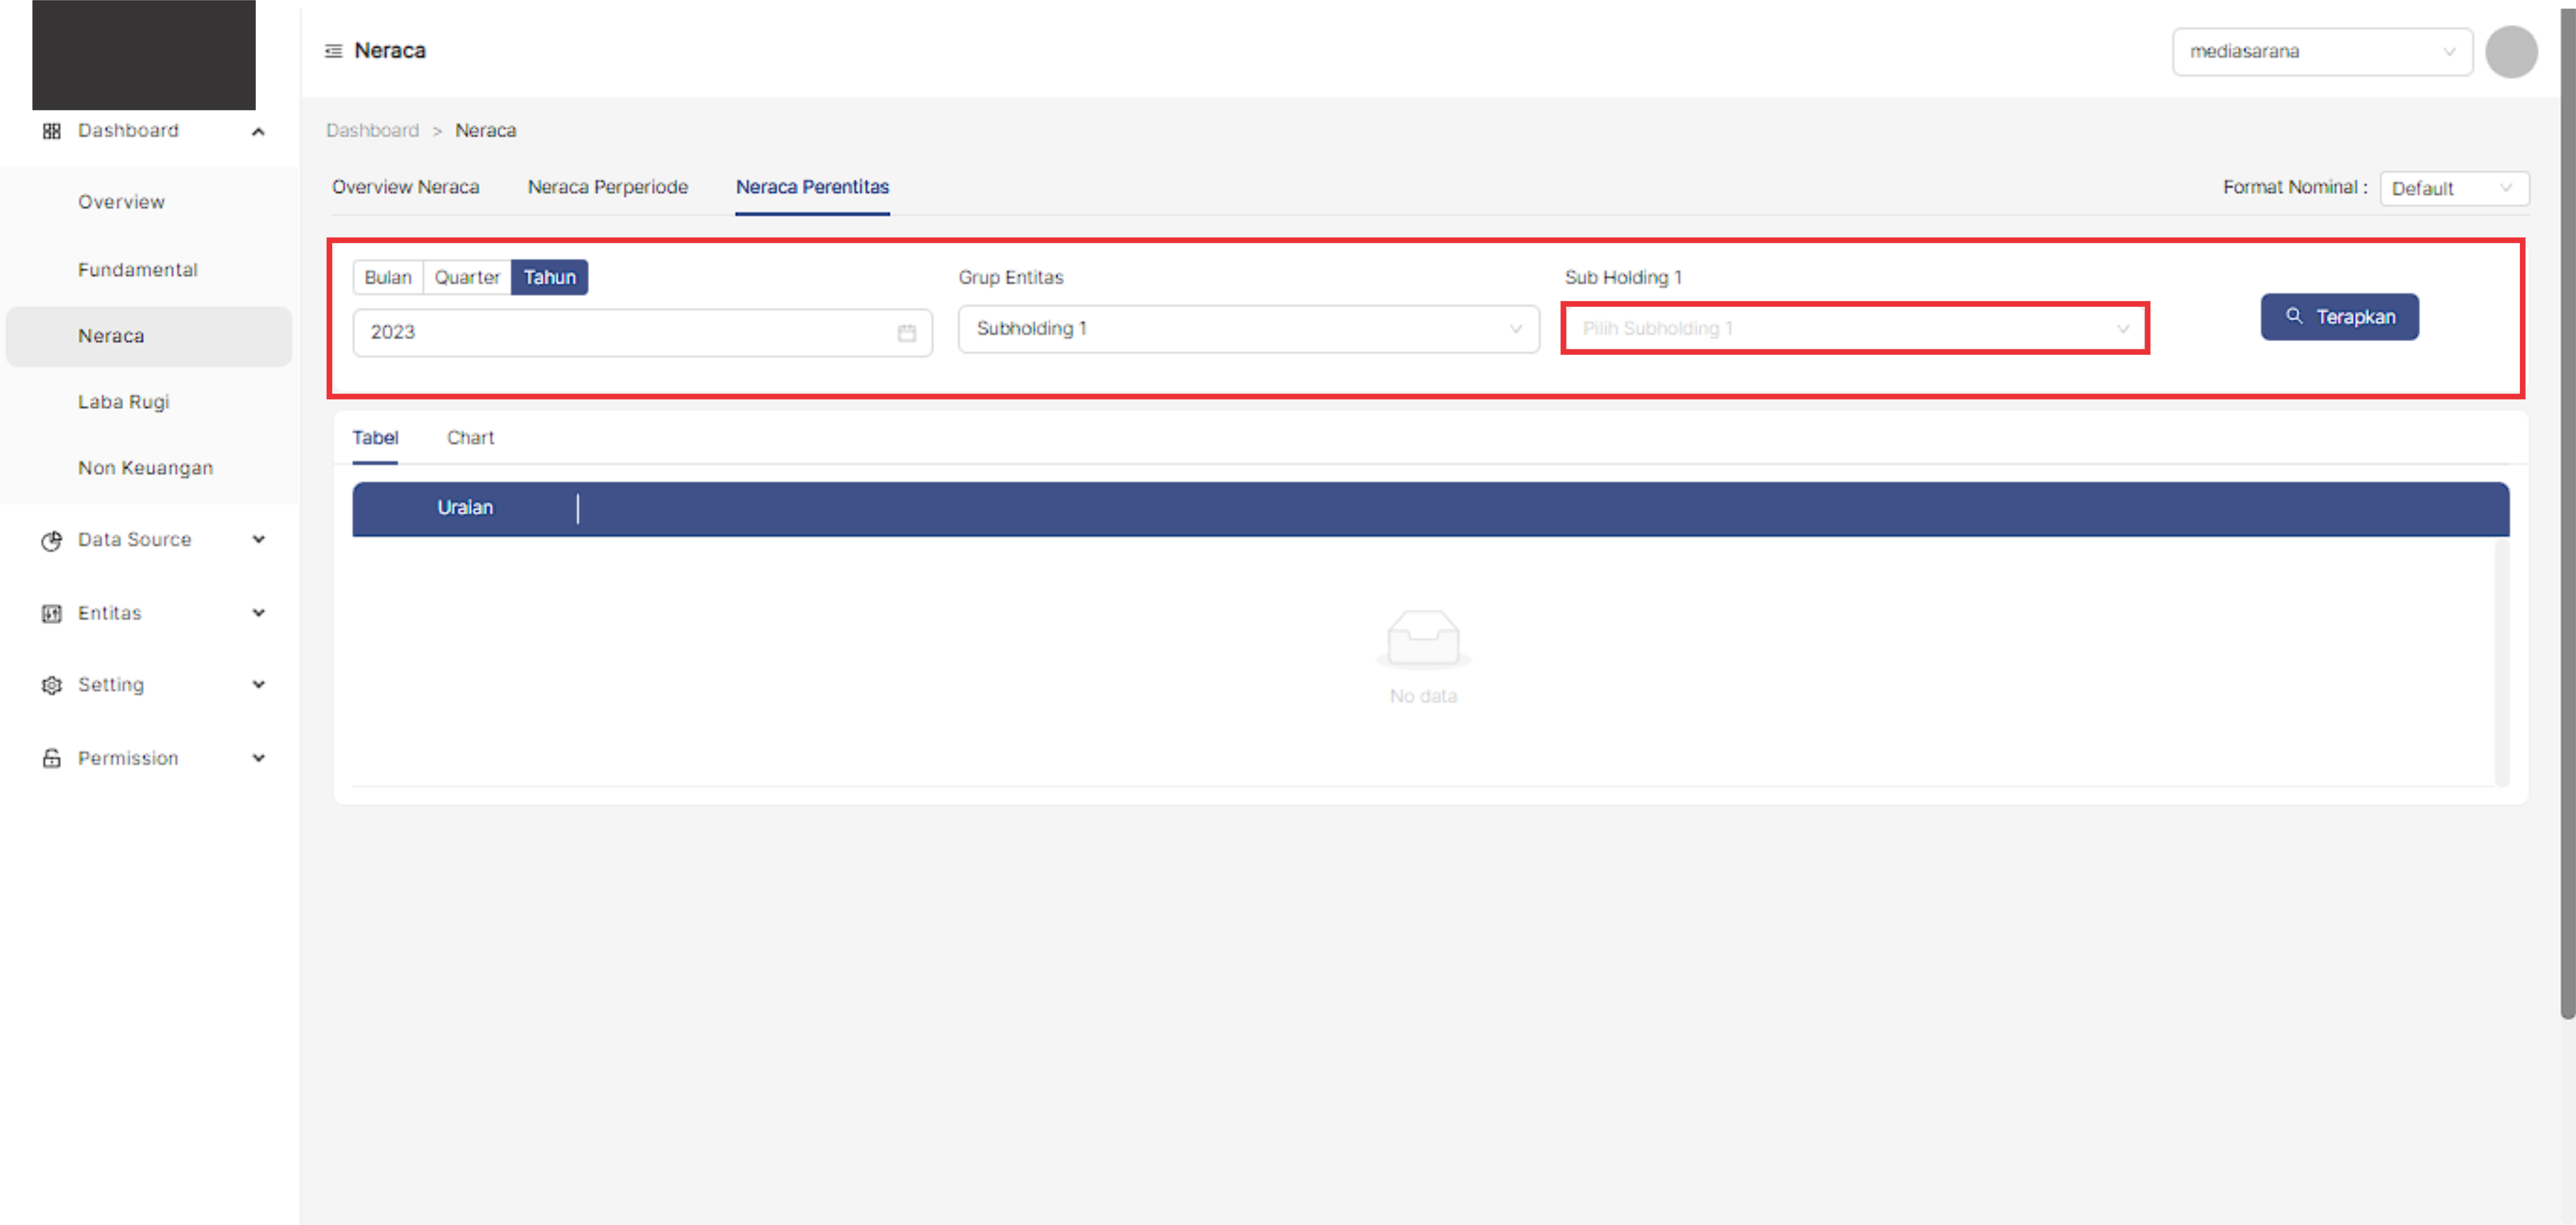 Neraca
mediasarana
Dashboard
Overview
Fundamental
Neraca
Laba Rugi
Non Keuangan
Data Source
Entitas
Setting
Permission
Dashboard > Neraca
Overview Neraca Neraca Perperiode Neraca Perentitas
Format Nominal : Default
Bulan Quarter Tahun
2023
Grup Entitas
Subholding 1
Sub Holding 1
Pilih Subholding 1
Terapkan
Tabel Chart
Uraian
No data